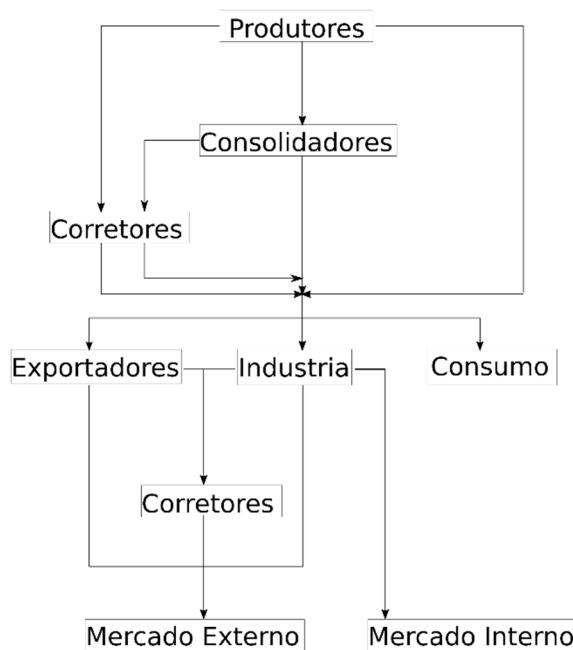 Produtores
Consolidadores
Corretores
Exportadores
Industria
Consumo
Corretores
Mercado Externo
Mercado Interno